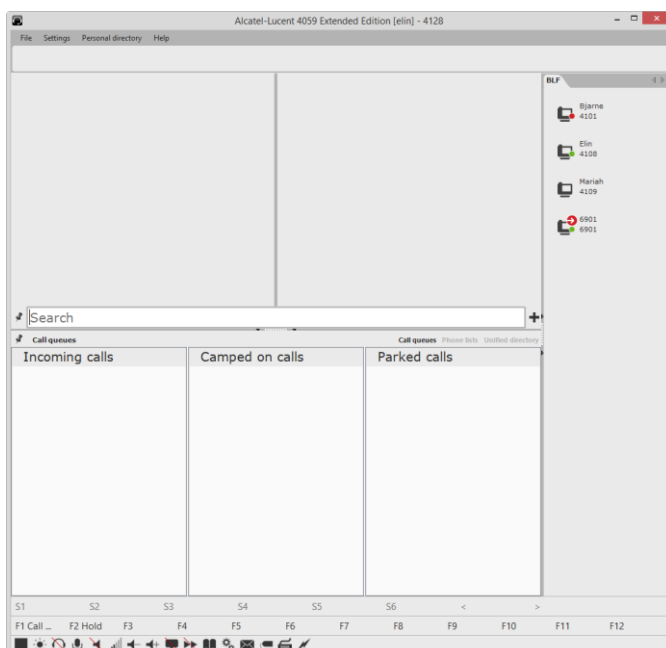 Alcatel-Lucent 4059 Extended Edition [elin] - 4128
File Settings Personal directory Help
BLF
Bjarne
4101
Elin
4108
Mariah
4109
6901
6901
Search
Call queues
Call queues Phone lists Unified directory
Incoming calls Camped on calls Parked calls
S1 S2 S3 S4 S5 S6 < >
F1 Call ... F2 Hold F3 F4 F5 F6 F7 F8 F9 F10 F11 F12